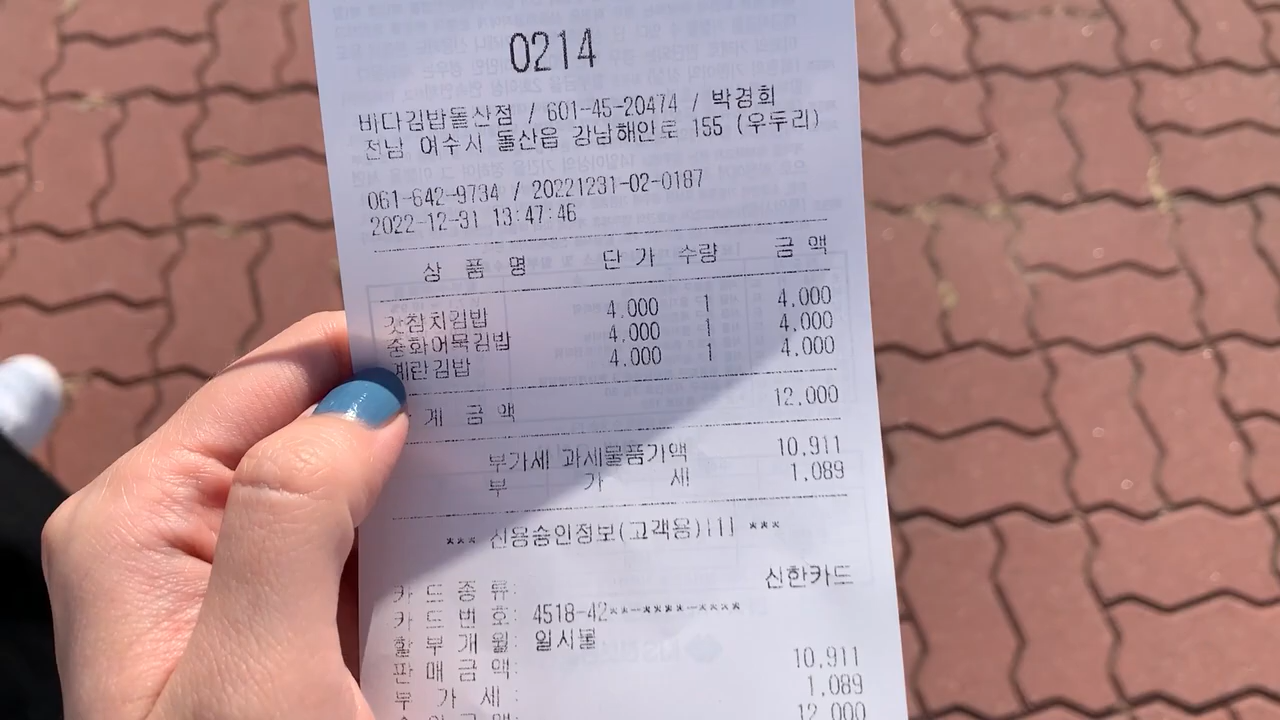 0214
바다김밥돌산점 / 601-45-20474 / 박경희
전남 여수시 돌산읍 강남해안로 155 (우두리)
061-642-9734 / 20221231-02-0187
2022-12-31 13:47:46
상 품 명 단 가 수량 금 액
갓참치김밥 4,000 1 4,000
중화어묵김밥 4,000 1 4,000
계란김밥 4,000 1 4,000
계 금 액 12,000
부가세 과세물품가액 10,911
부 가 세 1,089
*** 신용승인정보(고객용)[1] ***
카 드 종 류: 신한카드
카 드 번 호: 4518-42**-****-****
할 부 개 월: 일시불
판 매 금 액: 10,911
부 가 세 : 1,089
금액: 12,000